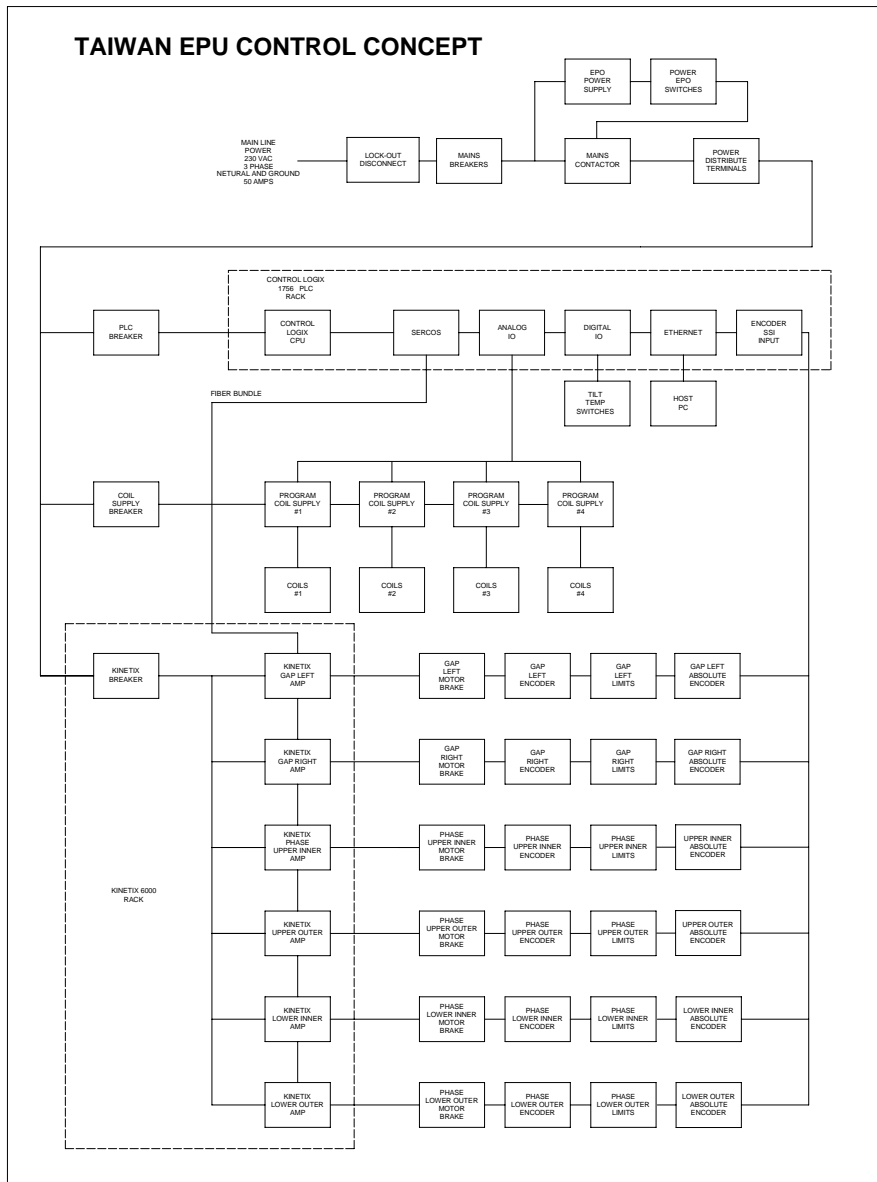 TAIWAN EPU CONTROL CONCEPT
EPO
POWER
SUPPLY
POWER
EPO
SWITCHES
MAIN LINE
POWER
230 VAC
3 PHASE
NETURAL AND GROUND
50 AMPS
LOCK-OUT
DISCONNECT
MAINS
BREAKERS
MAINS
CONTACTOR
POWER
DISTRIBUTE
TERMINALS
CONTROL LOGIX
1756 PLC
RACK
PLC
BREAKER
CONTROL
LOGIX
CPU
SERCOS
ANALOG
IO
DIGITAL
IO
ETHERNET
ENCODER
SSI
INPUT
FIBER BUNDLE
TILT
TEMP
SWITCHES
HOST
PC
COIL
SUPPLY
BREAKER
PROGRAM
COIL SUPPLY
#1
PROGRAM
COIL SUPPLY
#2
PROGRAM
COIL SUPPLY
#3
PROGRAM
COIL SUPPLY
#4
COILS
#1
COILS
#2
COILS
#3
COILS
#4
KINETIX
BREAKER
KINETIX
GAP LEFT
AMP
GAP
LEFT
MOTOR
BRAKE
GAP
LEFT
ENCODER
GAP
LEFT
LIMITS
GAP LEFT
ABSOLUTE
ENCODER
KINETIX
GAP RIGHT
AMP
GAP
RIGHT
MOTOR
BRAKE
GAP
RIGHT
ENCODER
GAP
RIGHT
LIMITS
GAP RIGHT
ABSOLUTE
ENCODER
KINETIX
PHASE
UPPER INNER
AMP
PHASE
UPPER INNER
MOTOR
BRAKE
PHASE
UPPER INNER
ENCODER
PHASE
UPPER INNER
LIMITS
UPPER INNER
ABSOLUTE
ENCODER
KINETIX 6000
RACK
KINETIX
UPPER OUTER
AMP
PHASE
UPPER OUTER
MOTOR
BRAKE
PHASE
UPPER OUTER
ENCODER
PHASE
UPPER OUTER
LIMITS
UPPER OUTER
ABSOLUTE
ENCODER
KINETIX
LOWER INNER
AMP
PHASE
LOWER INNER
MOTOR
BRAKE
PHASE
LOWER INNER
ENCODER
PHASE
LOWER INNER
LIMITS
LOWER INNER
ABSOLUTE
ENCODER
KINETIX
LOWER OUTER
AMP
PHASE
LOWER OUTER
MOTOR
BRAKE
PHASE
LOWER OUTER
ENCODER
PHASE
LOWER OUTER
LIMITS
LOWER OUTER
ABSOLUTE
ENCODER